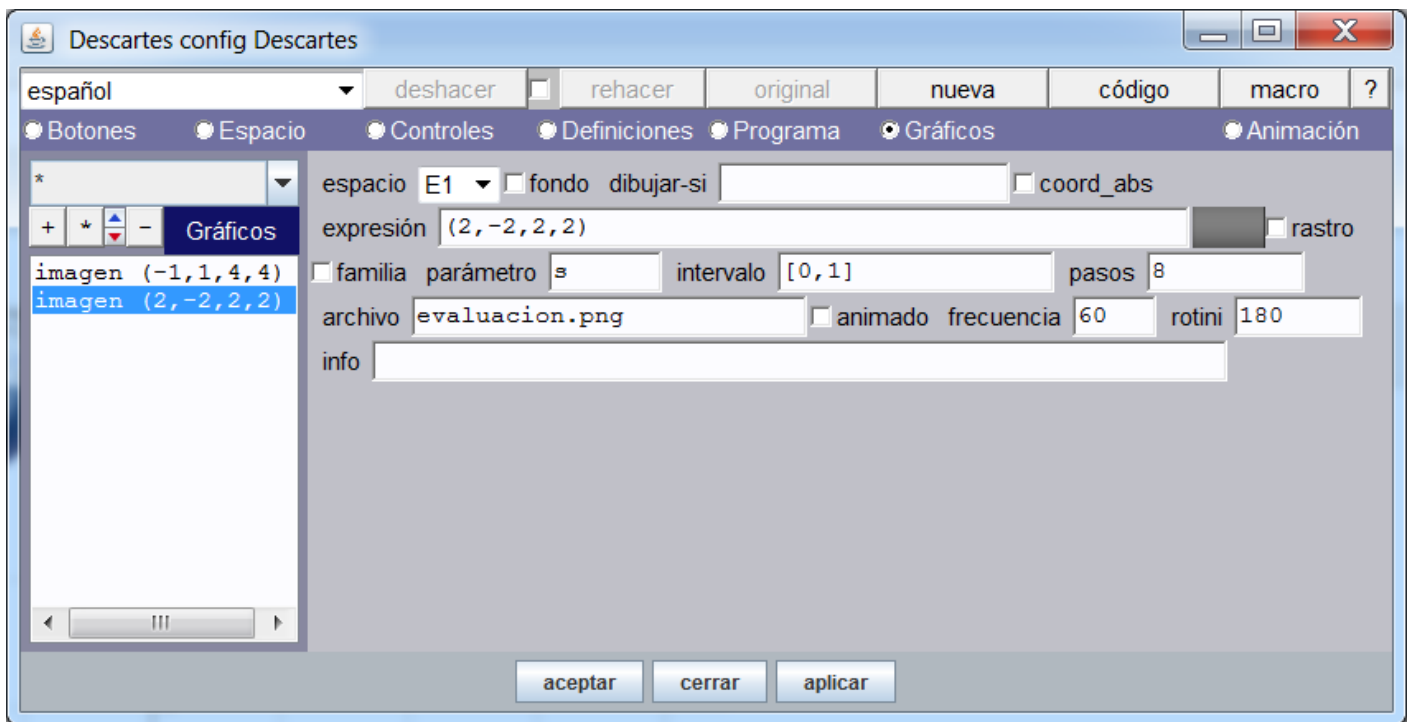 Descartes config Descartes
español deshacer rehacer original nueva código macro ?
Botones Espacio Controles Definiciones Programa Gráficos Animación
* espacio E1 fondo dibujar-si coord_abs
+ * - Gráficos expresión (2,-2,2,2) rastro
imagen (-1,1,4,4) familia parámetro s intervalo [0,1] pasos 8
imagen (2,-2,2,2) archivo evaluacion.png animado frecuencia 60 rotini 180
info
aceptar cerrar aplicar